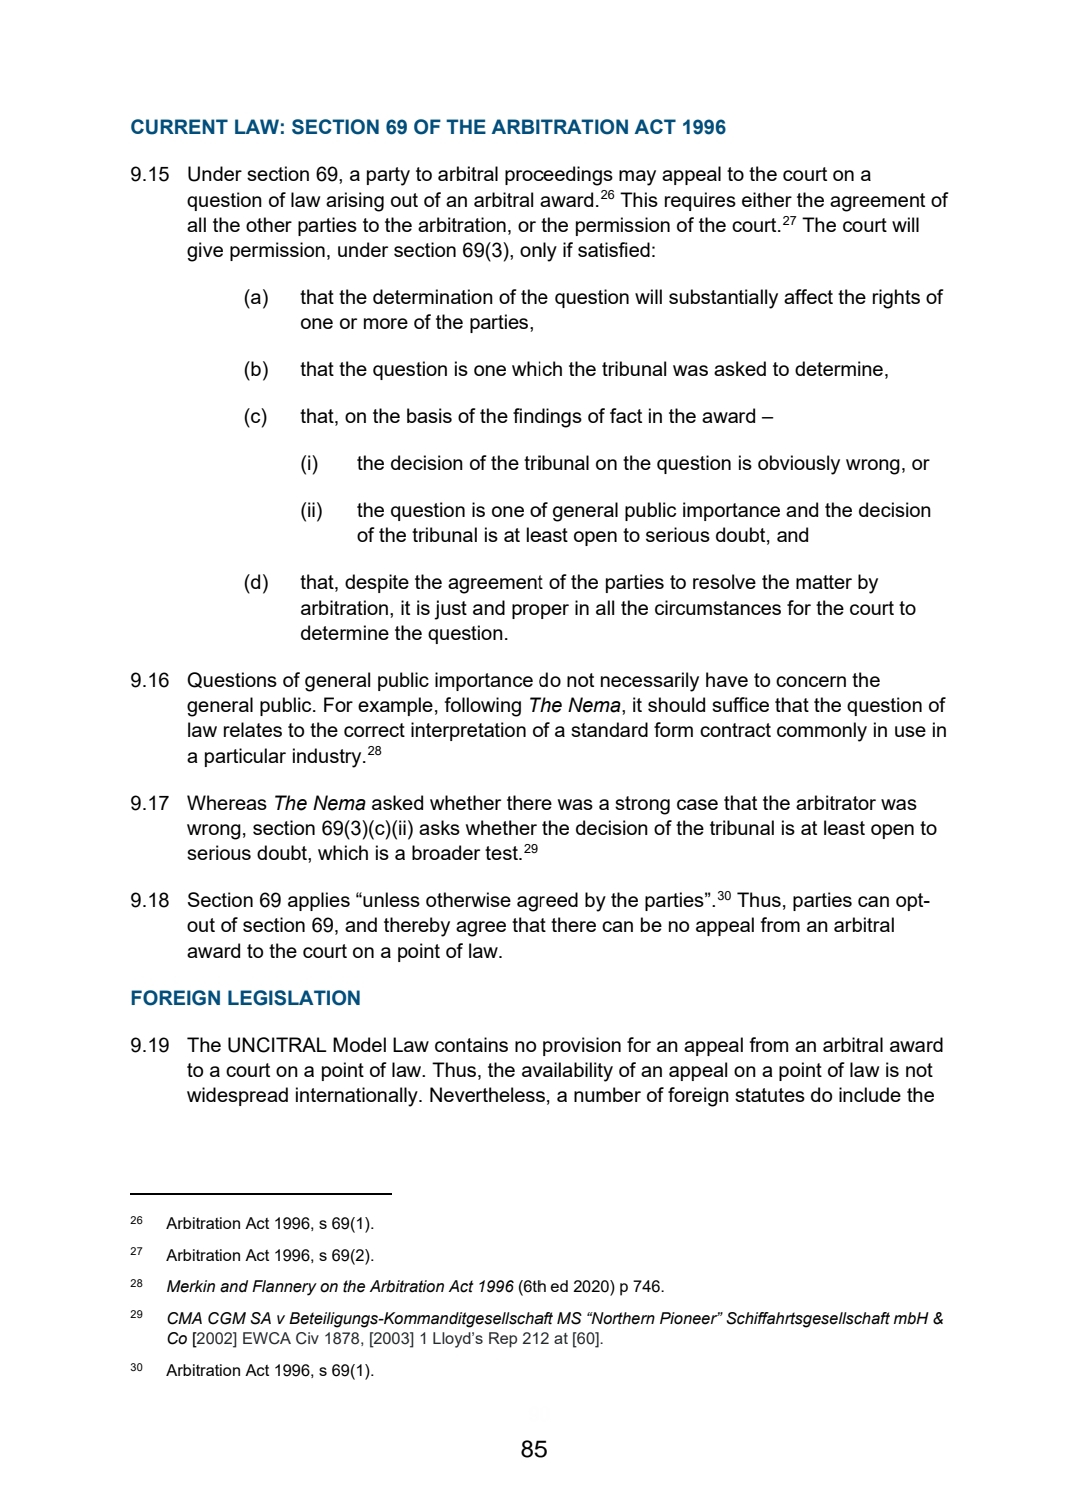 CURRENT LAW: SECTION 69 OF THE ARBITRATION ACT 1996
9.15 Under section 69, a party to arbitral proceedings may appeal to the court on a
question of law arising out of an arbitral award.26 This requires either the agreement of
all the other parties to the arbitration, or the permission of the court.27 The court will
give permission, under section 69(3), only if satisfied:
(a) that the determination of the question will substantially affect the rights of
one or more of the parties,
(b) that the question is one which the tribunal was asked to determine,
(c) that, on the basis of the findings of fact in the award –
(i) the decision of the tribunal on the question is obviously wrong, or
(ii) the question is one of general public importance and the decision
of the tribunal is at least open to serious doubt, and
(d) that, despite the agreement of the parties to resolve the matter by
arbitration, it is just and proper in all the circumstances for the court to
determine the question.
9.16 Questions of general public importance do not necessarily have to concern the
general public. For example, following The Nema, it should suffice that the question of
law relates to the correct interpretation of a standard form contract commonly in use in
a particular industry.28
9.17 Whereas The Nema asked whether there was a strong case that the arbitrator was
wrong, section 69(3)(c)(ii) asks whether the decision of the tribunal is at least open to
serious doubt, which is a broader test.29
9.18 Section 69 applies “unless otherwise agreed by the parties”.30 Thus, parties can opt-
out of section 69, and thereby agree that there can be no appeal from an arbitral
award to the court on a point of law.
FOREIGN LEGISLATION
9.19 The UNCITRAL Model Law contains no provision for an appeal from an arbitral award
to a court on a point of law. Thus, the availability of an appeal on a point of law is not
widespread internationally. Nevertheless, a number of foreign statutes do include the
26 Arbitration Act 1996, s 69(1).
27 Arbitration Act 1996, s 69(2).
28 Merkin and Flannery on the Arbitration Act 1996 (6th ed 2020) p 746.
29 CMA CGM SA v Beteiligungs-Kommanditgesellschaft MS “Northern Pioneer” Schiffahrtsgesellschaft mbH &
Co [2002] EWCA Civ 1878, [2003] 1 Lloyd’s Rep 212 at [60].
30 Arbitration Act 1996, s 69(1).
85